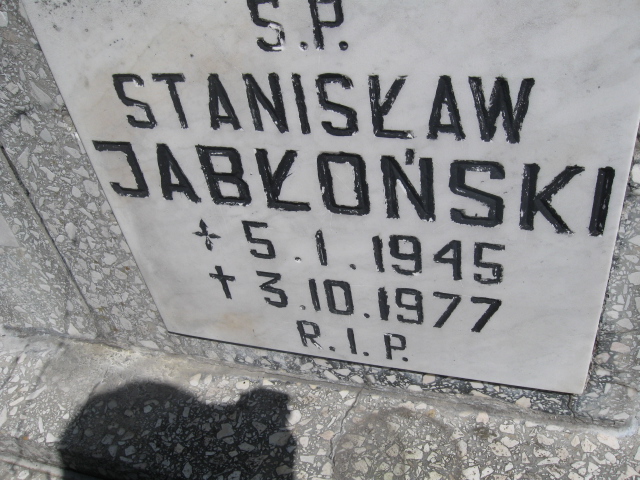 S.P.
STANISŁAW
JABŁOŃSKI
5.1.1945
† 3.10.1977
R.I.P.